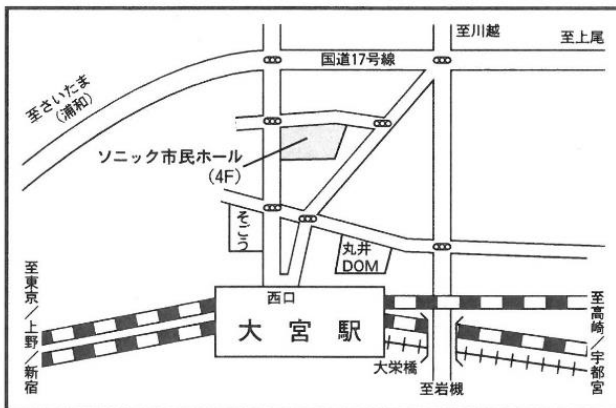 至川越
至上尾
国道17号線
至さいたま
(浦和)
ソニック市民ホール
(4F)
そごう
丸井
DOM
西口
大宮駅
至東京／上野／新宿
至高崎／宇都宮
大栄橋
至岩槻